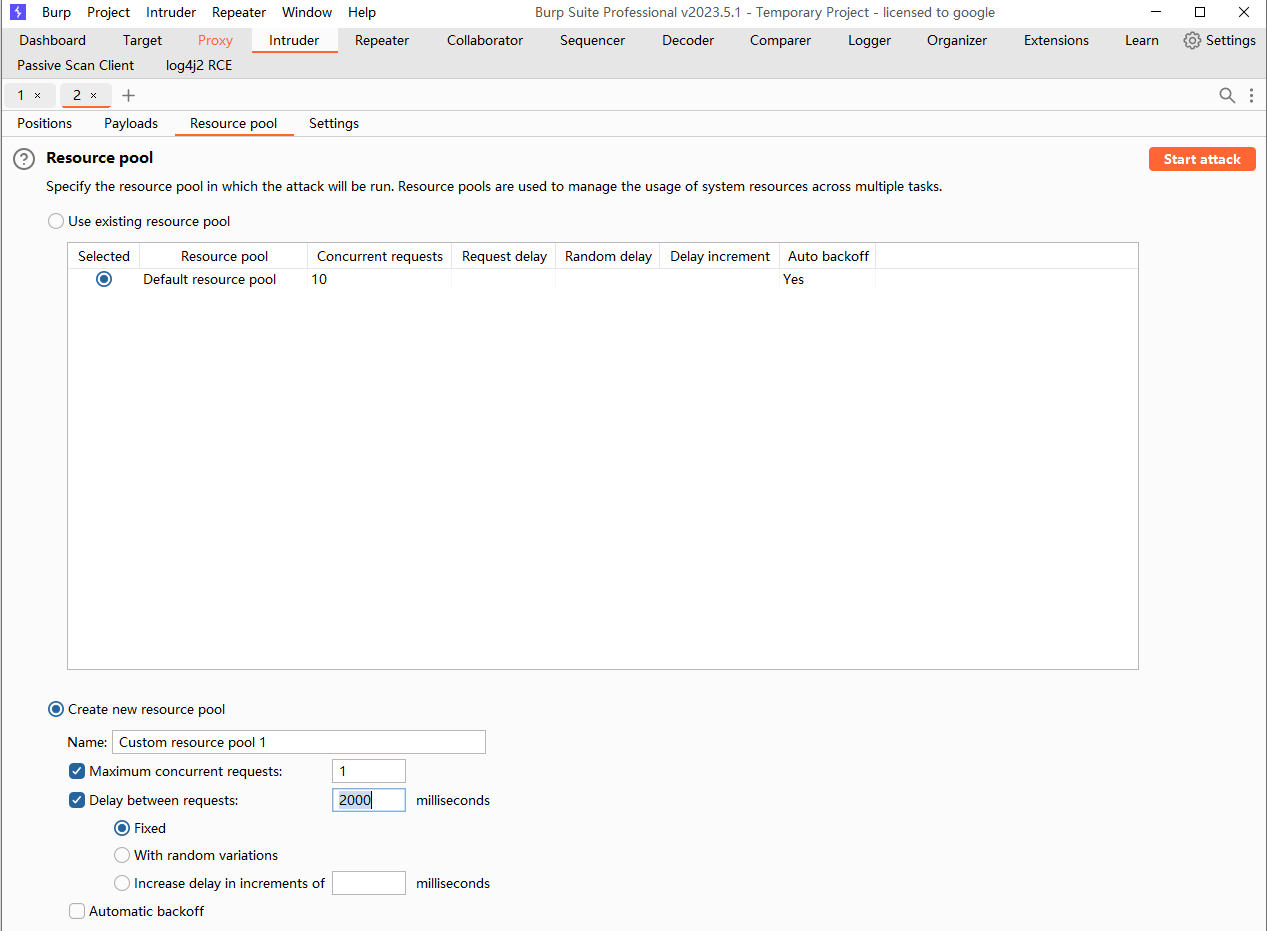 Burp Project Intruder Repeater Window Help Burp Suite Professional v2023.5.1 - Temporary Project - licensed to google
Dashboard Target Proxy Intruder Repeater Collaborator Sequencer Decoder Comparer Logger Organizer Extensions Learn Settings
Passive Scan Client log4j2 RCE
1 × 2 × +
Positions Payloads Resource pool Settings
? Resource pool Start attack
Specify the resource pool in which the attack will be run. Resource pools are used to manage the usage of system resources across multiple tasks.
Use existing resource pool
Selected Resource pool Concurrent requests Request delay Random delay Delay increment Auto backoff
Default resource pool 10 Yes
Create new resource pool
Name: Custom resource pool 1
Maximum concurrent requests: 1
Delay between requests: 2000 milliseconds
Fixed
With random variations
Increase delay in increments of milliseconds
Automatic backoff